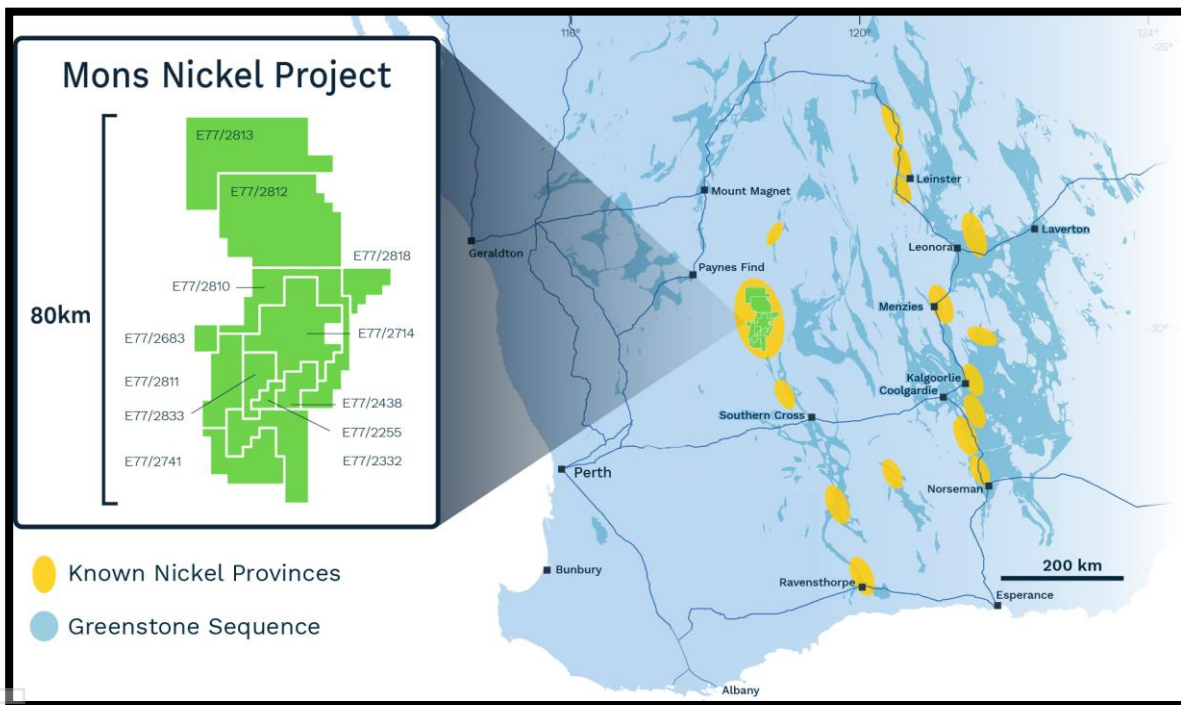 Mons Nickel Project
80km
E77/2813
E77/2812
E77/2818
E77/2810
E77/2714
E77/2683
E77/2811
E77/2438
E77/2833
E77/2255
E77/2741
E77/2332
Known Nickel Provinces
Greenstone Sequence
118°
120°
124°
-26°
Mount Magnet
Leinster
Geraldton
Laverton
Leonora
Paynes Find
Menzies
-30°
Kalgoorlie
Coolgardie
Southern Cross
Perth
Norseman
Bunbury
200 km
Ravensthorpe
Esperance
Albany